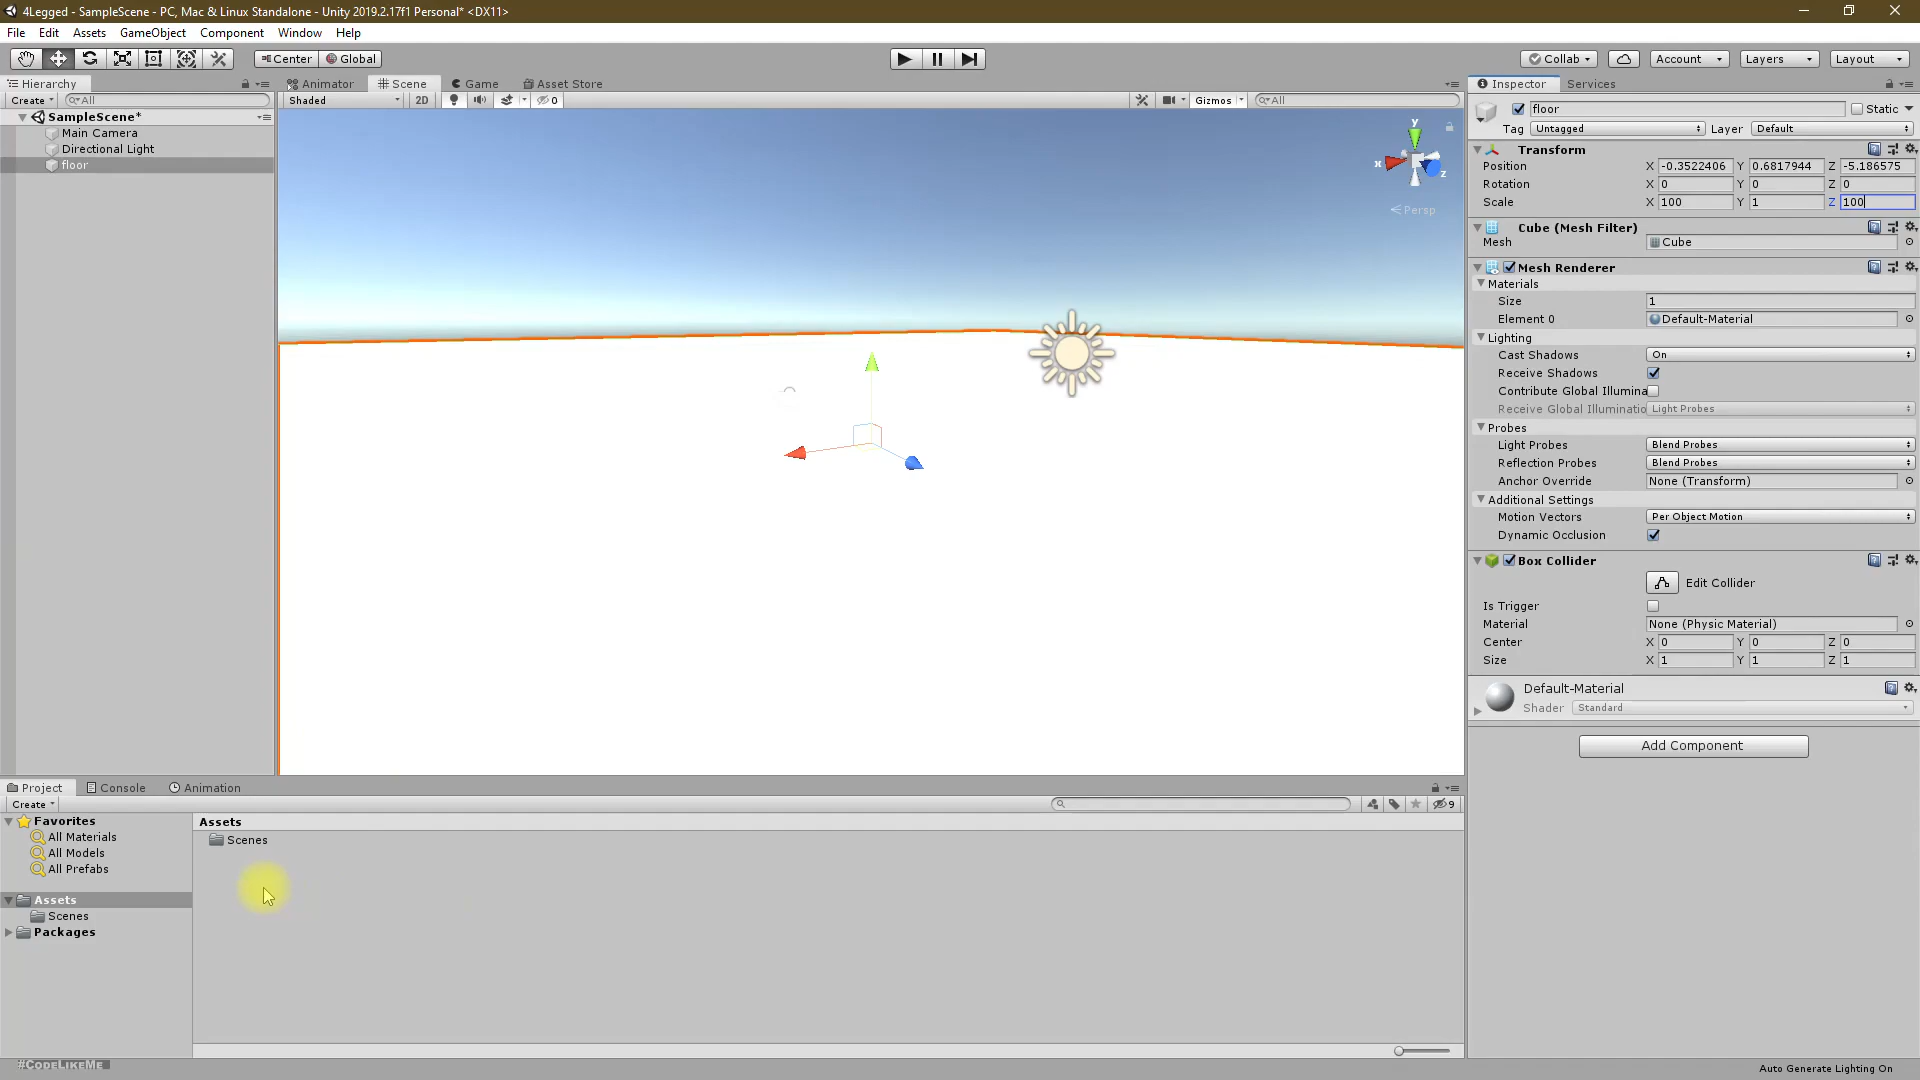 4Legged - SampleScene - PC, Mac & Linux Standalone - Unity 2019.2.17f1 Personal* <DX11>
File Edit Assets GameObject Component Window Help
Center Global Collab Account Layers Layout
Hierarchy Animator Scene Game Asset Store Inspector Services
Create All Shaded 2D 0 Gizmos All
SampleScene*
Main Camera
Directional Light
floor
y
x
z
Persp
floor Static
Tag Untagged Layer Default
Transform
Position X -0.3522406 Y 0.6817944 Z -5.186575
Rotation X 0 Y 0 Z 0
Scale X 100 Y 1 Z 100
Cube (Mesh Filter)
Mesh Cube
Mesh Renderer
Materials
Size 1
Element 0 Default-Material
Lighting
Cast Shadows On
Receive Shadows
Contribute Global Illumina
Receive Global Illuminatio Light Probes
Probes
Light Probes Blend Probes
Reflection Probes Blend Probes
Anchor Override None (Transform)
Additional Settings
Motion Vectors Per Object Motion
Dynamic Occlusion
Box Collider
Edit Collider
Is Trigger
Material None (Physic Material)
Center X 0 Y 0 Z 0
Size X 1 Y 1 Z 1
Default-Material
Shader Standard
Add Component
Project Console Animation
Create 9
Favorites
All Materials
All Models
All Prefabs
Assets
Scenes
Packages
Assets
Scenes
#CodeLikeMe
Auto Generate Lighting On